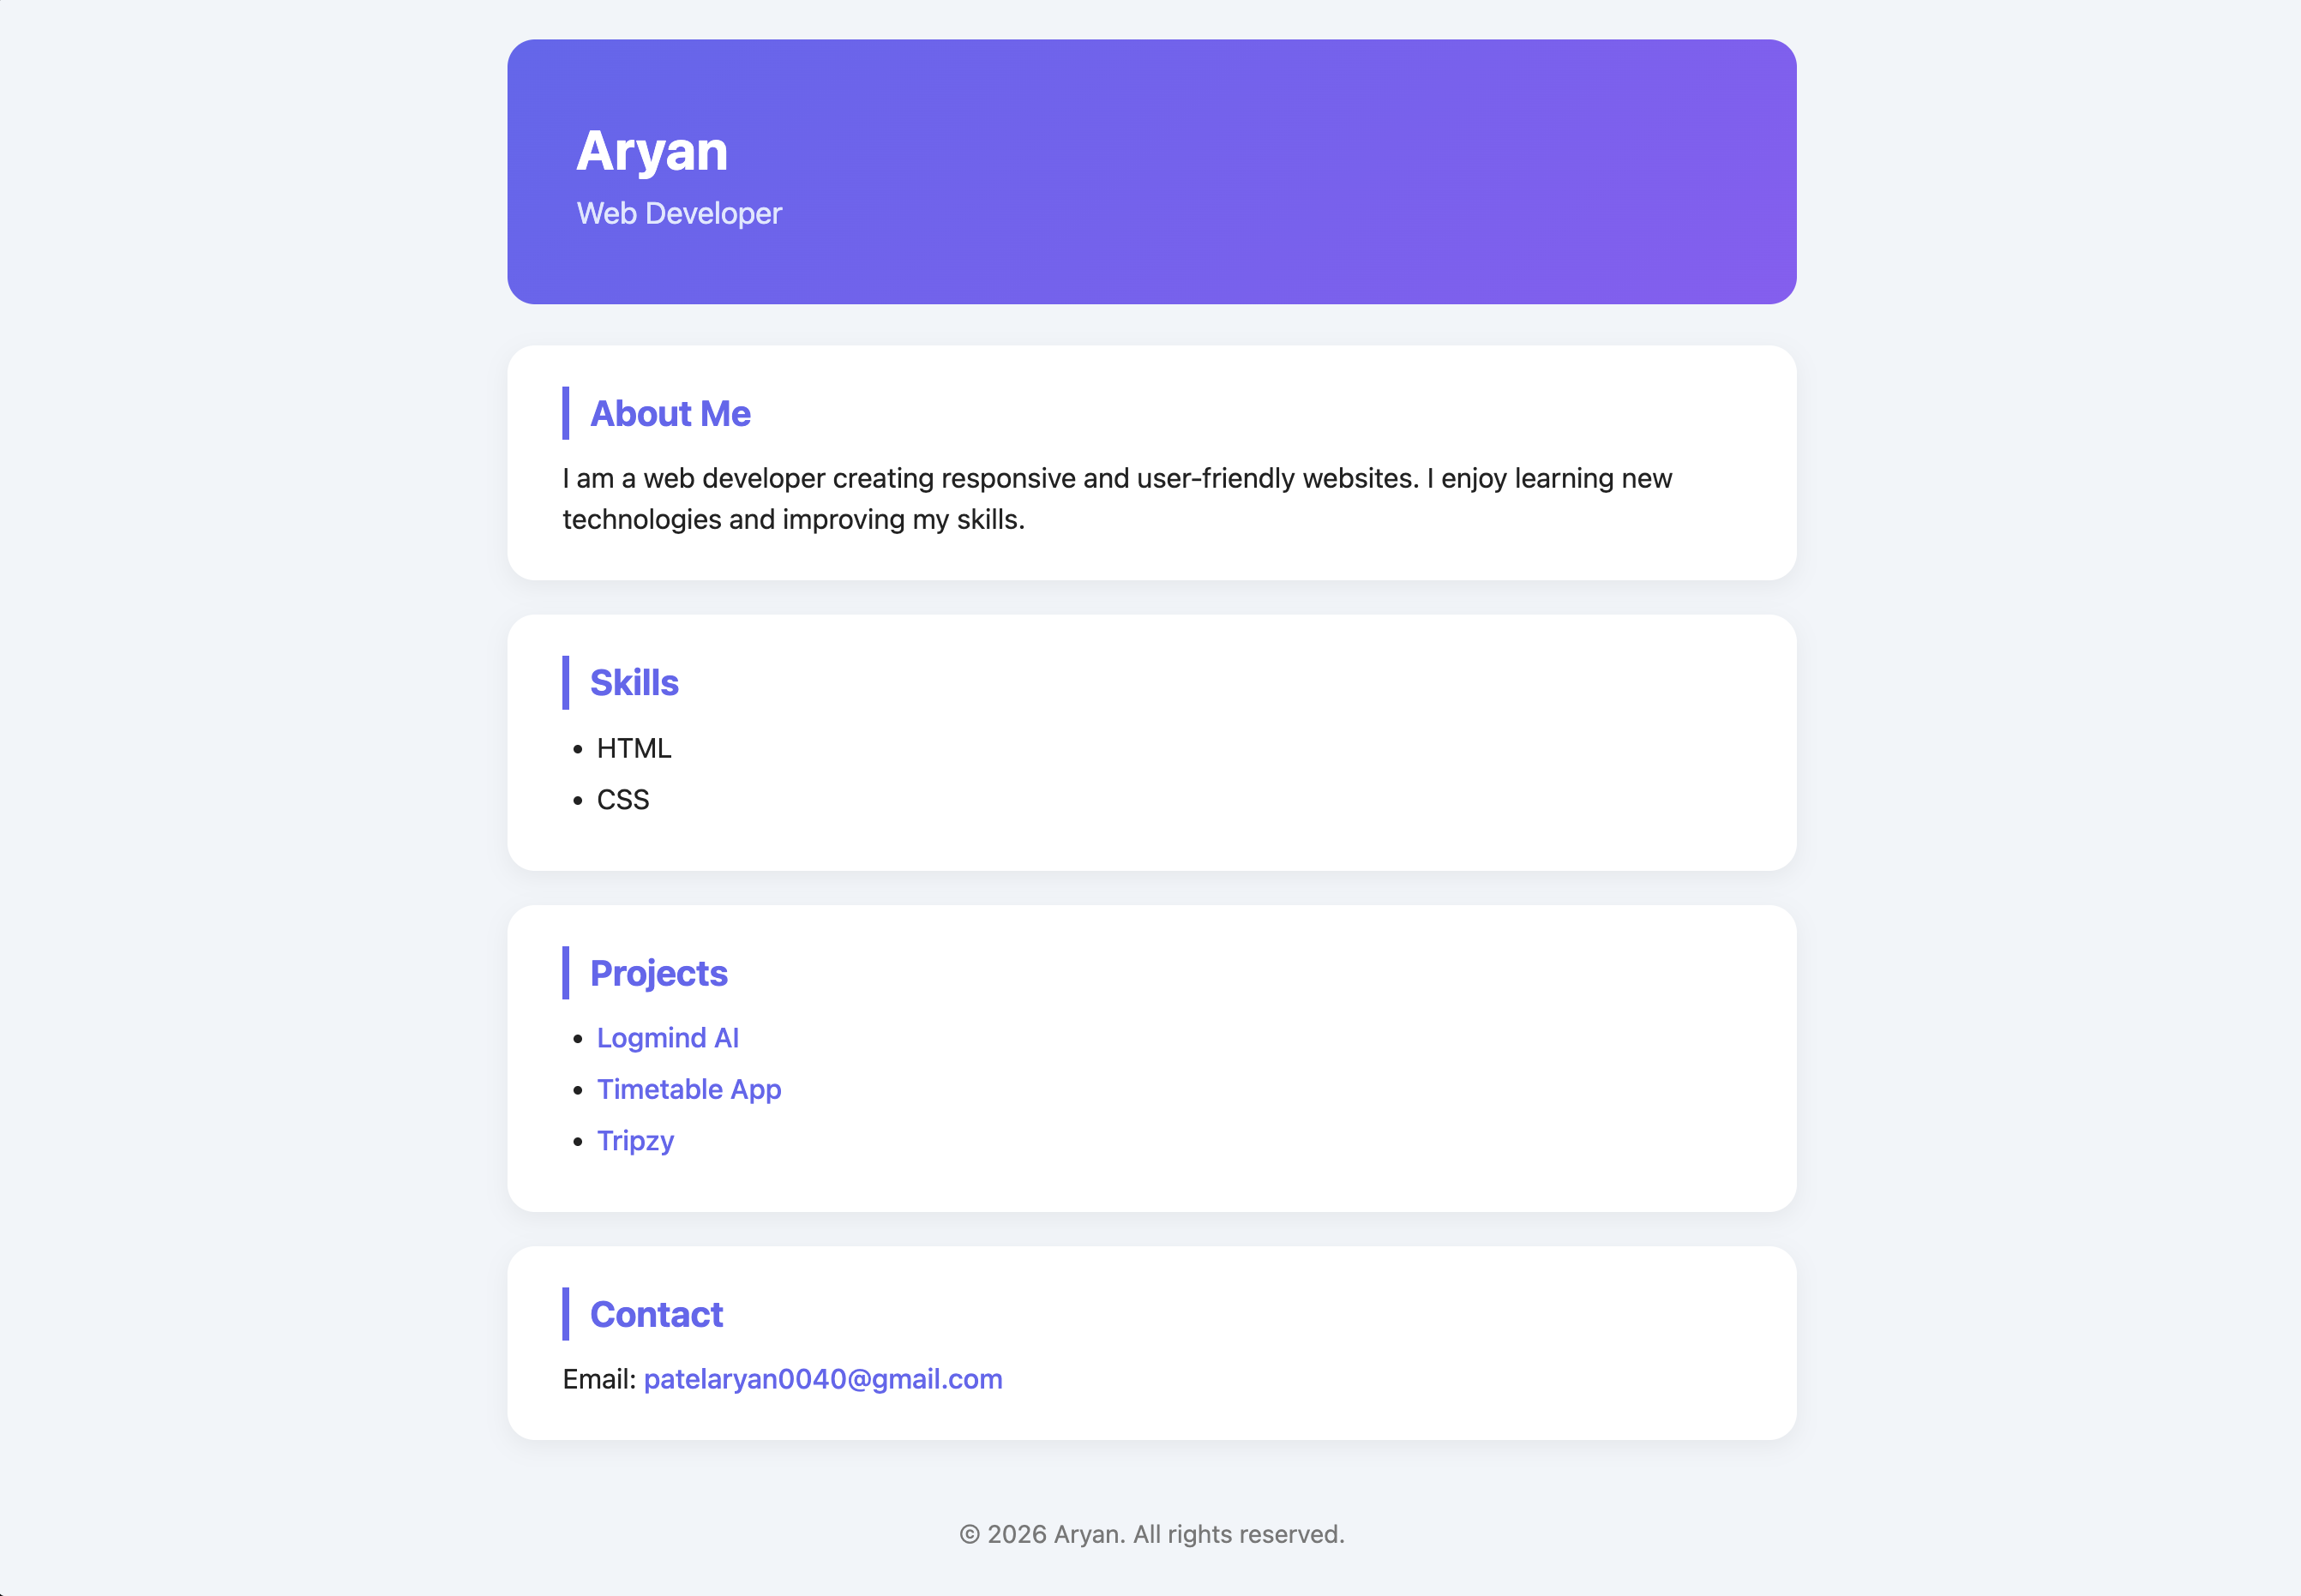 Aryan
Web Developer
About Me
I am a web developer creating responsive and user-friendly websites. I enjoy learning new
technologies and improving my skills.
Skills
• HTML
• CSS
Projects
• Logmind AI
• Timetable App
• Tripzy
Contact
Email: patelaryan0040@gmail.com
© 2026 Aryan. All rights reserved.